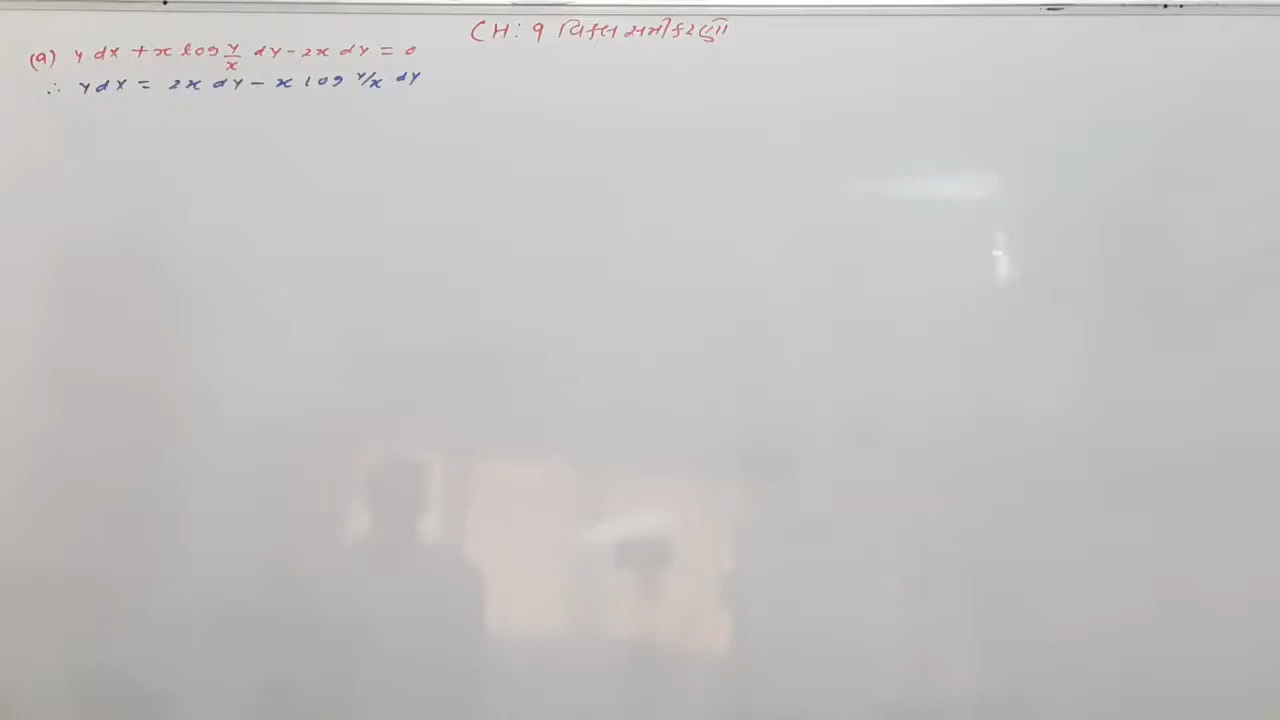 CH: 9 વિકલ સમીકરણો
(9) y dx + x log y/x dy - 2x dy = 0
∴ y dx = 2x dy - x log y/x dy